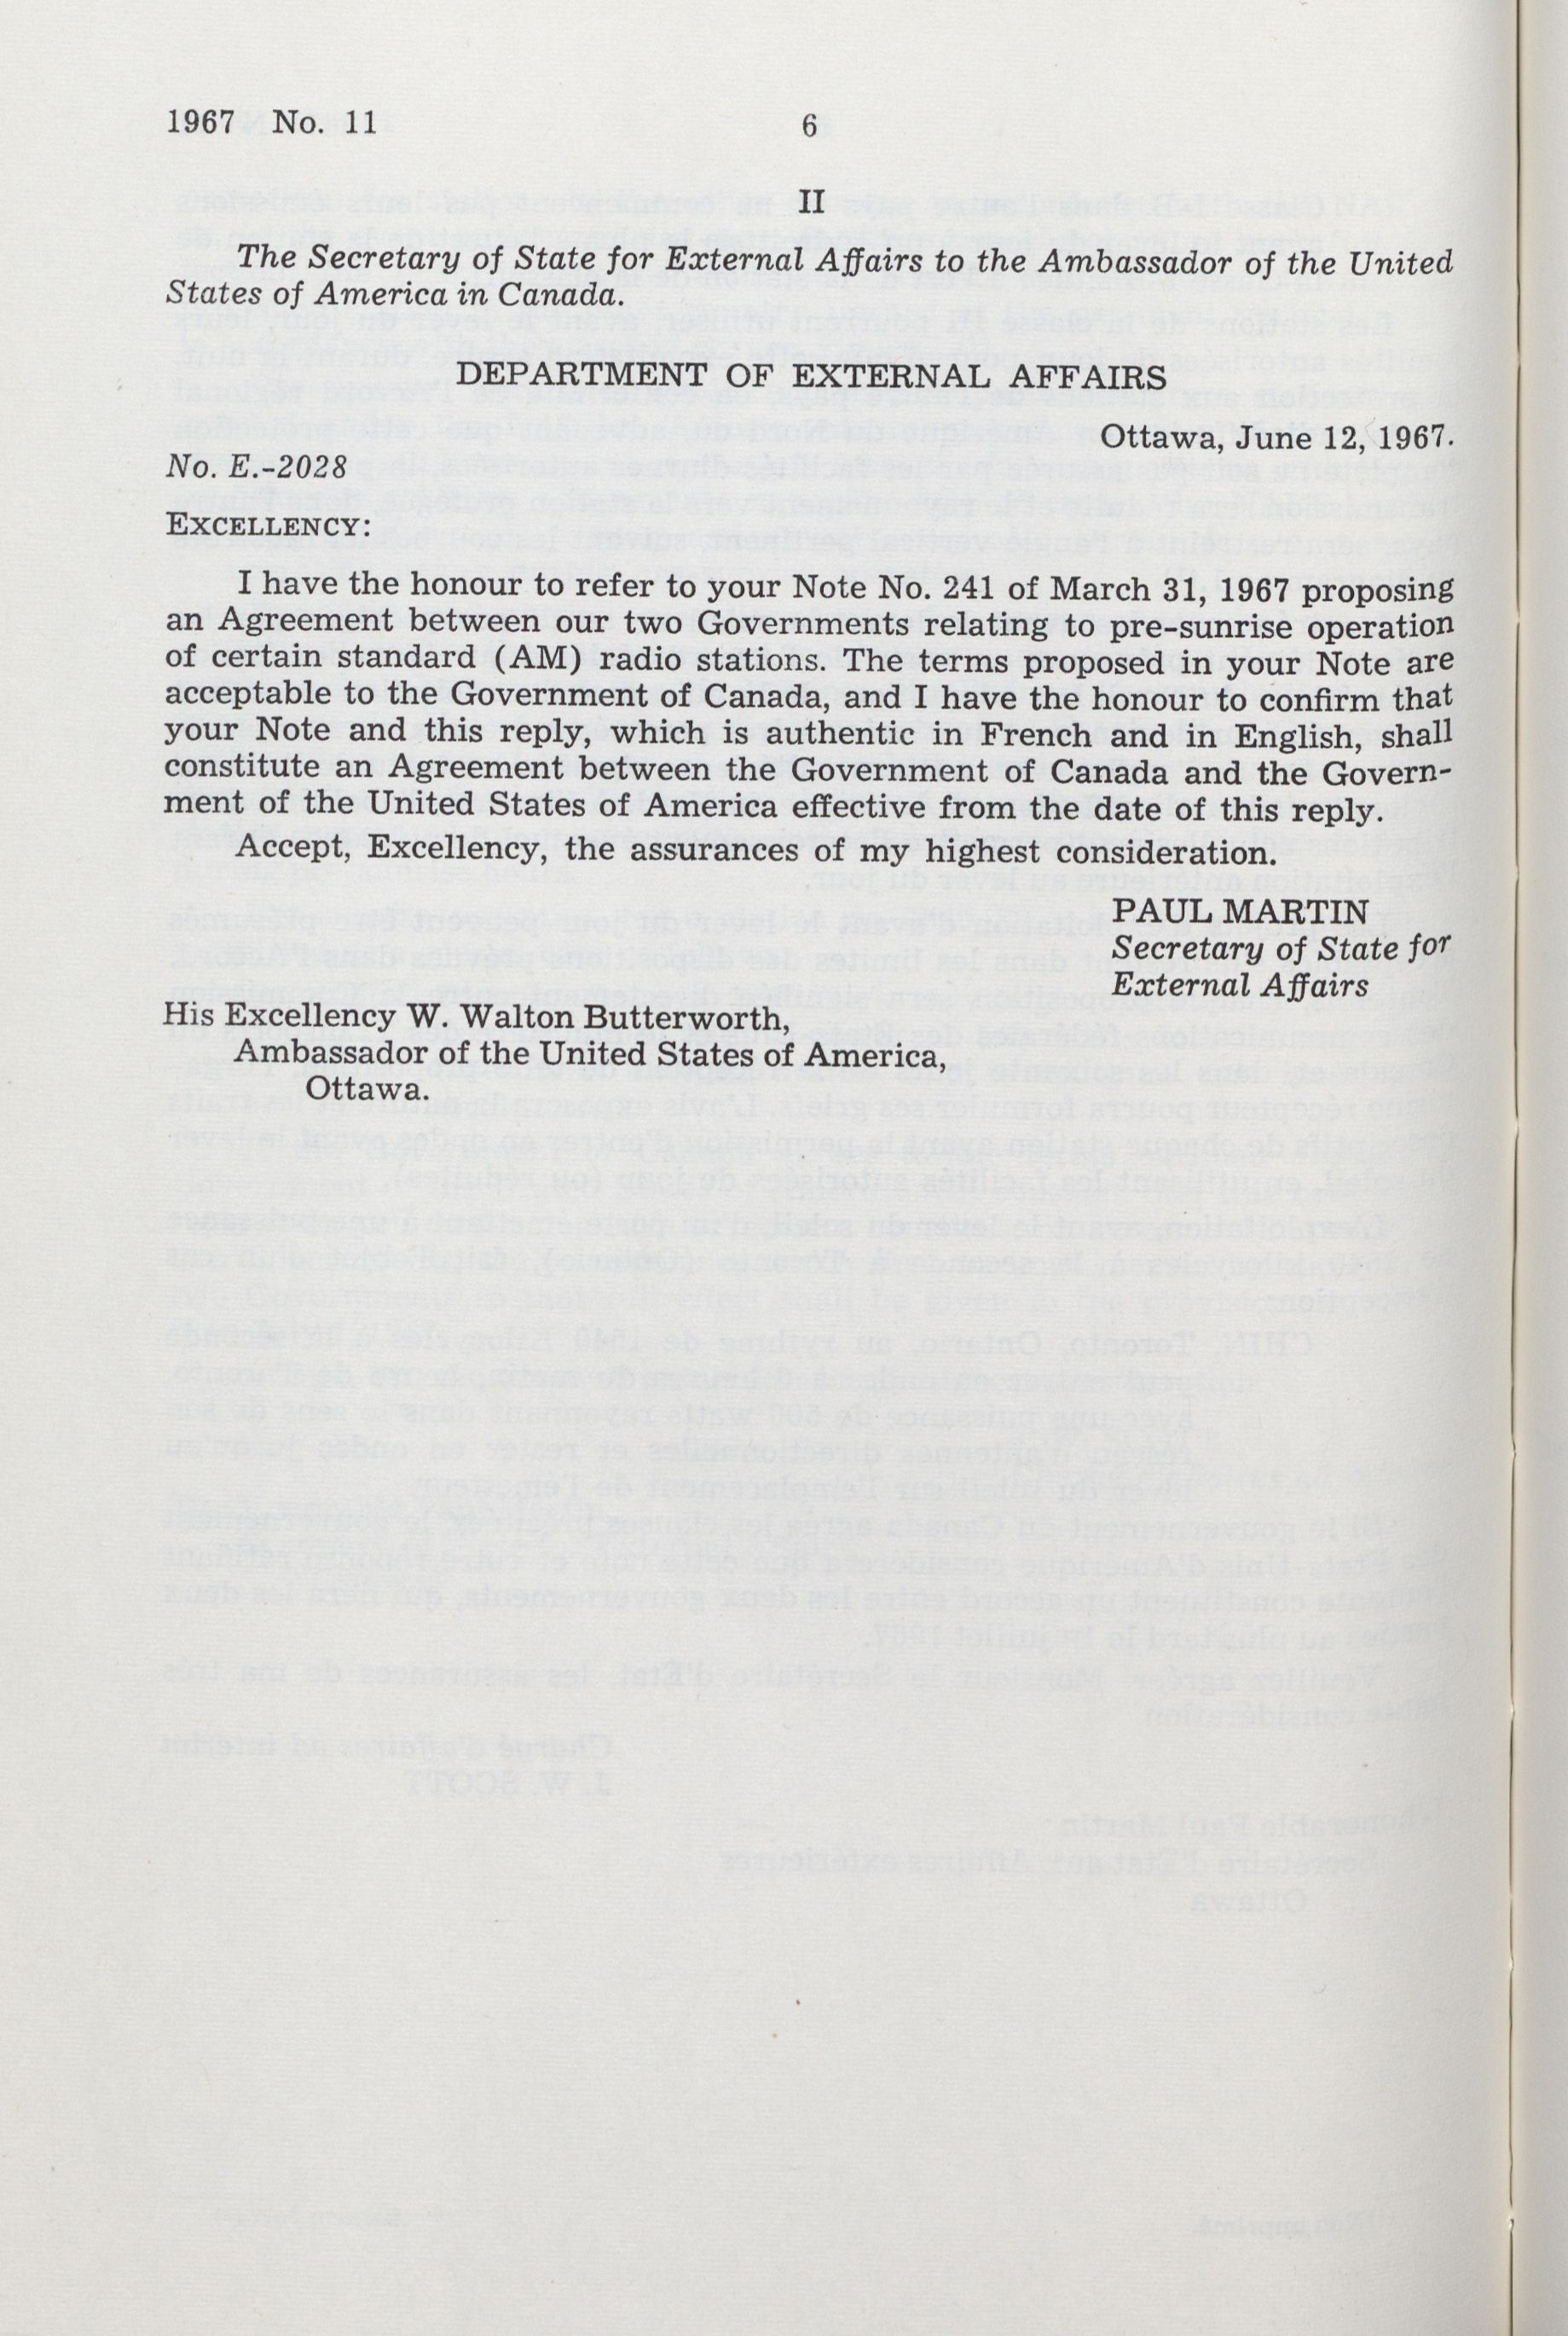 1967 No. 11
6
II
The Secretary of State for External Affairs to the Ambassador of the United
States of America in Canada.
DEPARTMENT OF EXTERNAL AFFAIRS
Ottawa, June 12, 1967.
No. E.-2028
EXCELLENCY:
I have the honour to refer to your Note No. 241 of March 31, 1967 proposing
an Agreement between our two Governments relating to pre-sunrise operation
of certain standard (AM) radio stations. The terms proposed in your Note are
acceptable to the Government of Canada, and I have the honour to confirm that
your Note and this reply, which is authentic in French and in English, shall
constitute an Agreement between the Government of Canada and the Govern-
ment of the United States of America effective from the date of this reply.
Accept, Excellency, the assurances of my highest consideration.
PAUL MARTIN
Secretary of State for
External Affairs
His Excellency W. Walton Butterworth,
Ambassador of the United States of America,
Ottawa.